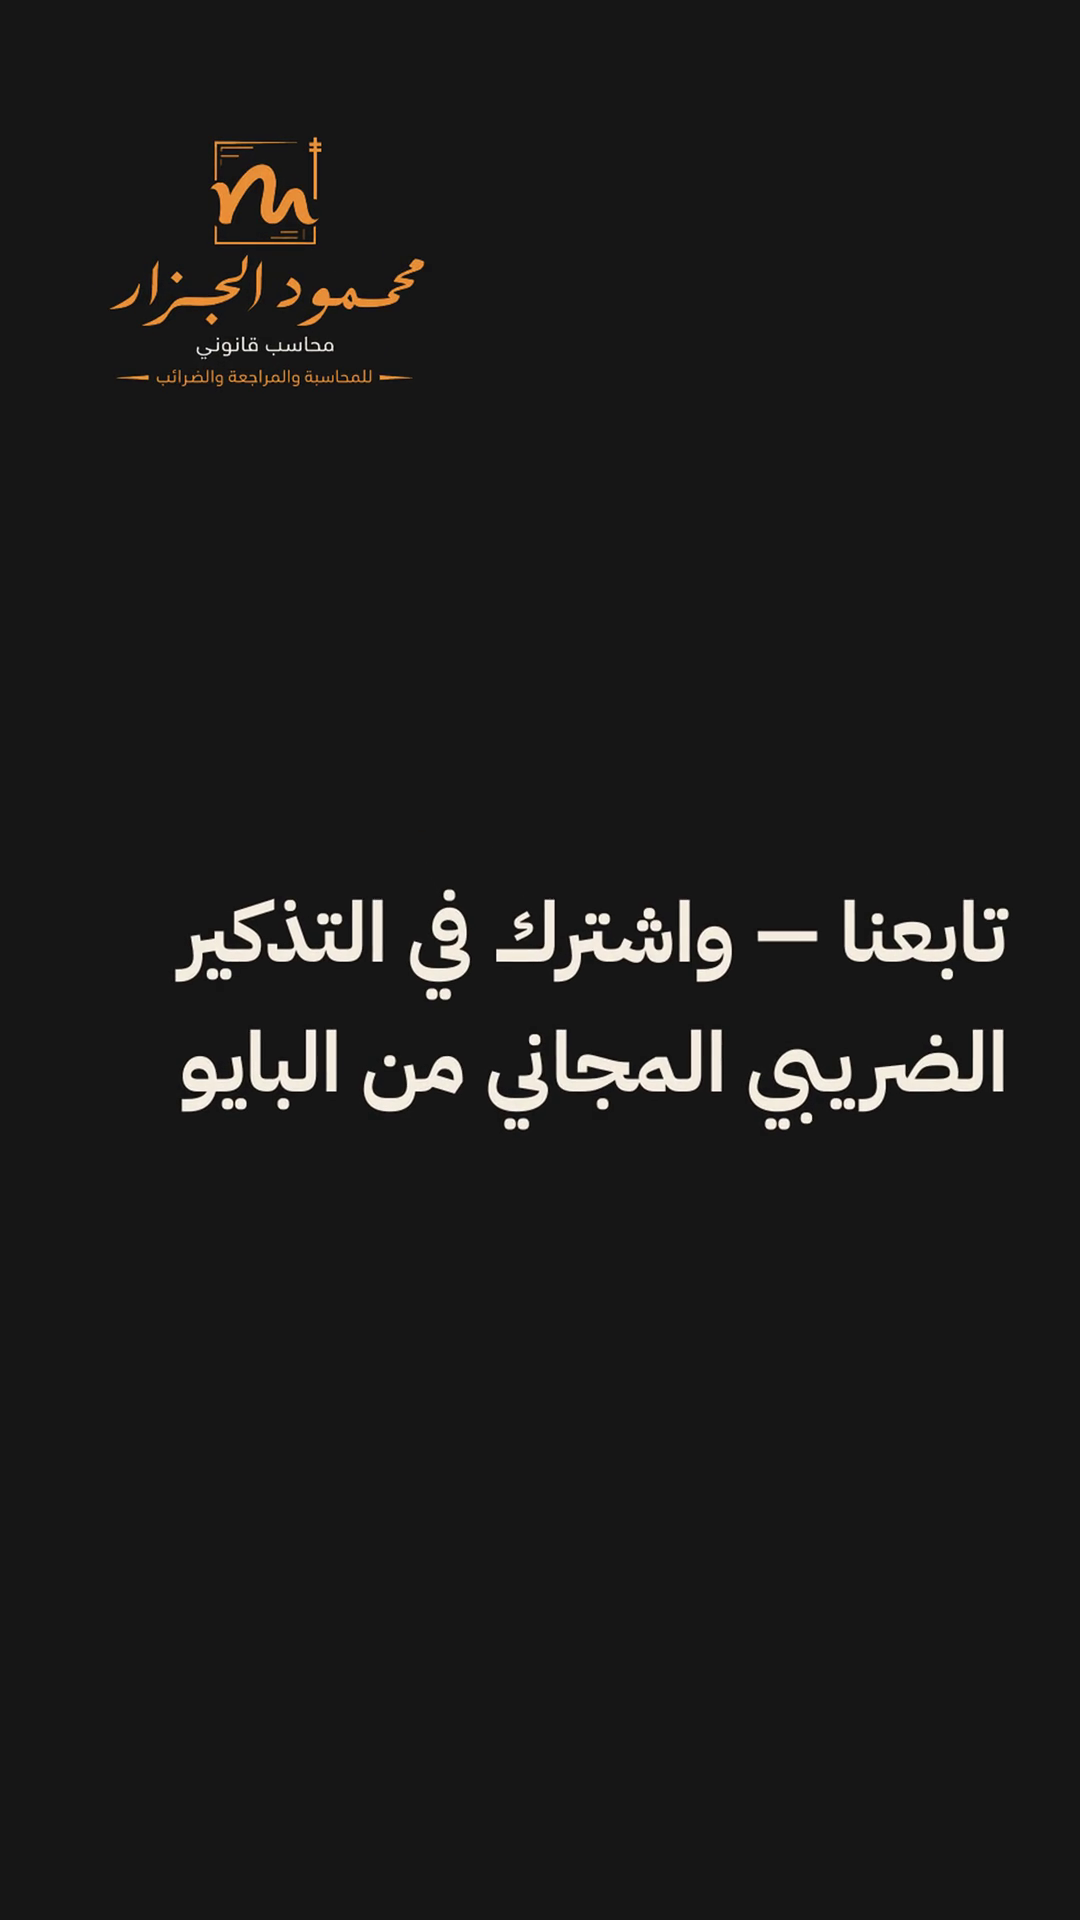 محمود الجزار
محاسب قانوني
للمحاسبة والمراجعة والضرائب
تابعنا — واشترك في التذكير
الضريبي المجاني من البايو